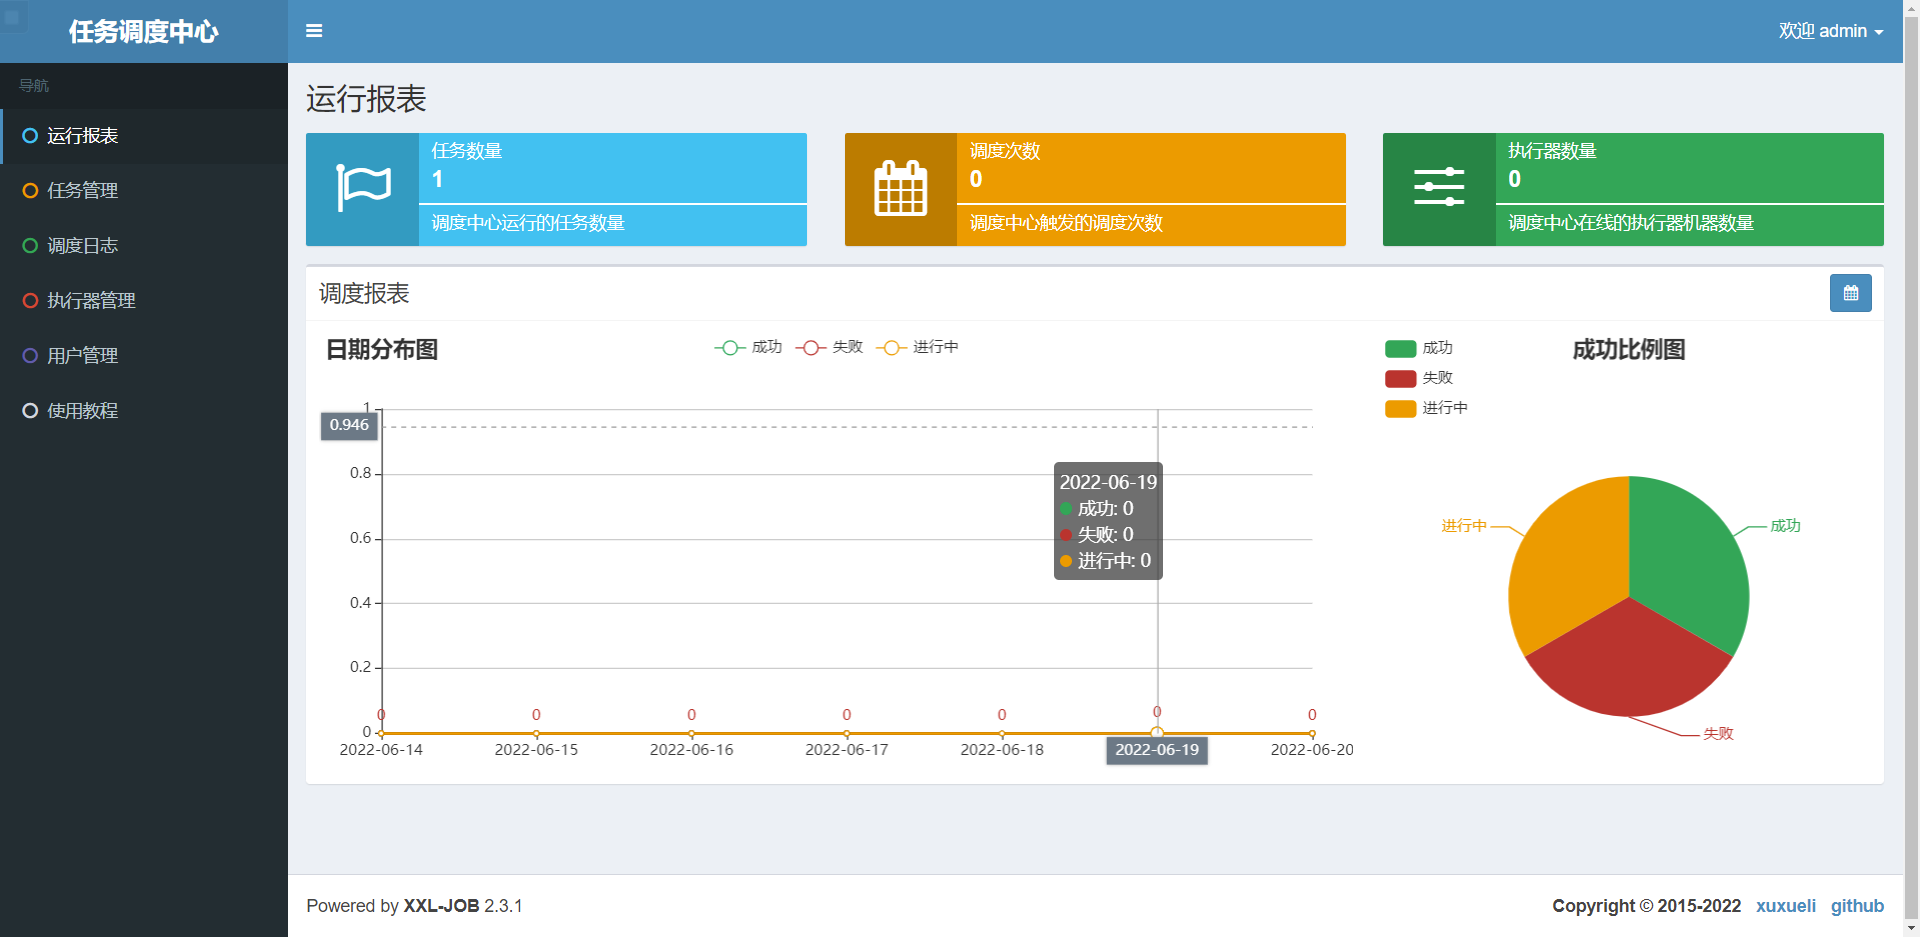 任务调度中心
欢迎 admin
导航
运行报表
任务管理
调度日志
执行器管理
用户管理
使用教程
运行报表
任务数量
1
调度中心运行的任务数量
调度次数
0
调度中心触发的调度次数
执行器数量
0
调度中心在线的执行器机器数量
调度报表
日期分布图
成功 失败 进行中
1
0.946
0.8
0.6
0.4
0.2
0
2022-06-19
成功: 0
失败: 0
进行中: 0
0 0 0 0 0 0 0
2022-06-14 2022-06-15 2022-06-16 2022-06-17 2022-06-18 2022-06-19 2022-06-20
成功
失败
进行中
成功比例图
进行中
成功
失败
Powered by XXL-JOB 2.3.1
Copyright © 2015-2022 xuxueli github